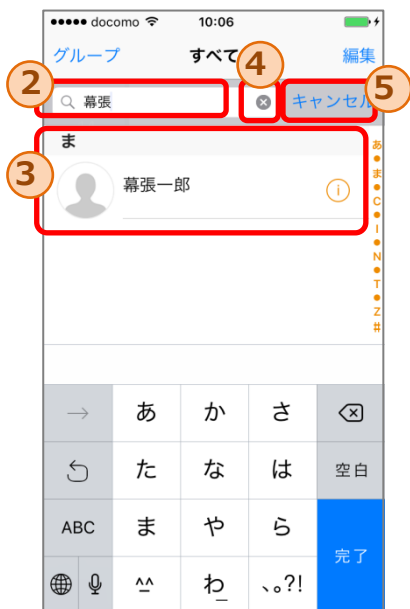 docomo 10:06
グループ すべて 編集
② ④ ⑤
幕張 キャンセル
③
ま
幕張一郎
あ
ま
C
I
N
T
Z
#
→ あ か さ
た な は 空白
ABC ま や ら
完了
^^ わ_ 、。?!